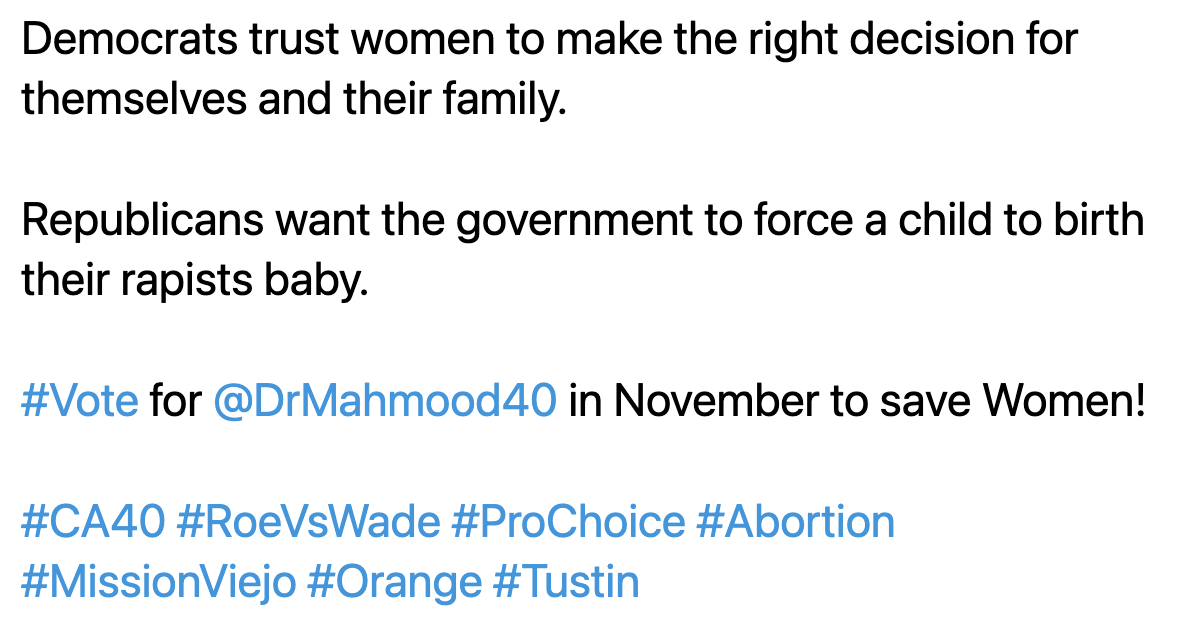 Democrats trust women to make the right decision for
themselves and their family.
Republicans want the government to force a child to birth
their rapists baby.
#Vote for @DrMahmood40 in November to save Women!
#CA40 #RoeVsWade #ProChoice #Abortion
#MissionViejo #Orange #Tustin